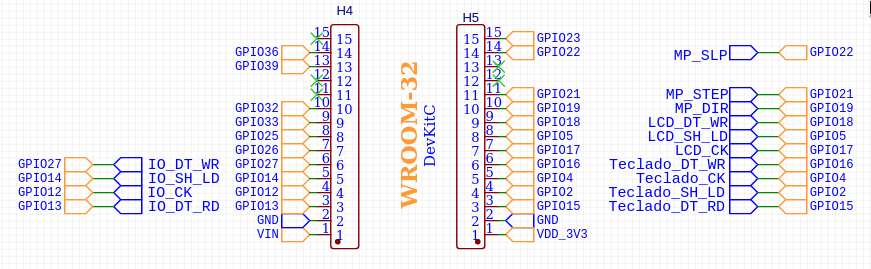 GPIO27 IO_DT_WR
GPIO14 IO_SH_LD
GPIO12 IO_CK
GPIO13 IO_DT_RD
H4
15 15
GPIO36 14 14
GPIO39 13 13
12 12
11 11
GPIO32 10 10
GPIO33 9 9
GPIO25 8 8
GPIO26 7 7
GPIO27 6 6
GPIO14 5 5
GPIO12 4 4
GPIO13 3 3
GND 2 2
VIN 1 1
WROOM-32
DevKitC
H5
15 15 GPIO23
14 14 GPIO22
13 13
12 12
11 11 GPIO21
10 10 GPIO19
9 9 GPIO18
8 8 GPIO5
7 7 GPIO17
6 6 GPIO16
5 5 GPIO4
4 4 GPIO2
3 3 GPIO15
2 2 GND
1 1 VDD_3V3
MP_SLP GPIO22
MP_STEP GPIO21
MP_DIR GPIO19
LCD_DT_WR GPIO18
LCD_SH_LD GPIO5
LCD_CK GPIO17
Teclado_DT_WR GPIO16
Teclado_CK GPIO4
Teclado_SH_LD GPIO2
Teclado_DT_RD GPIO15